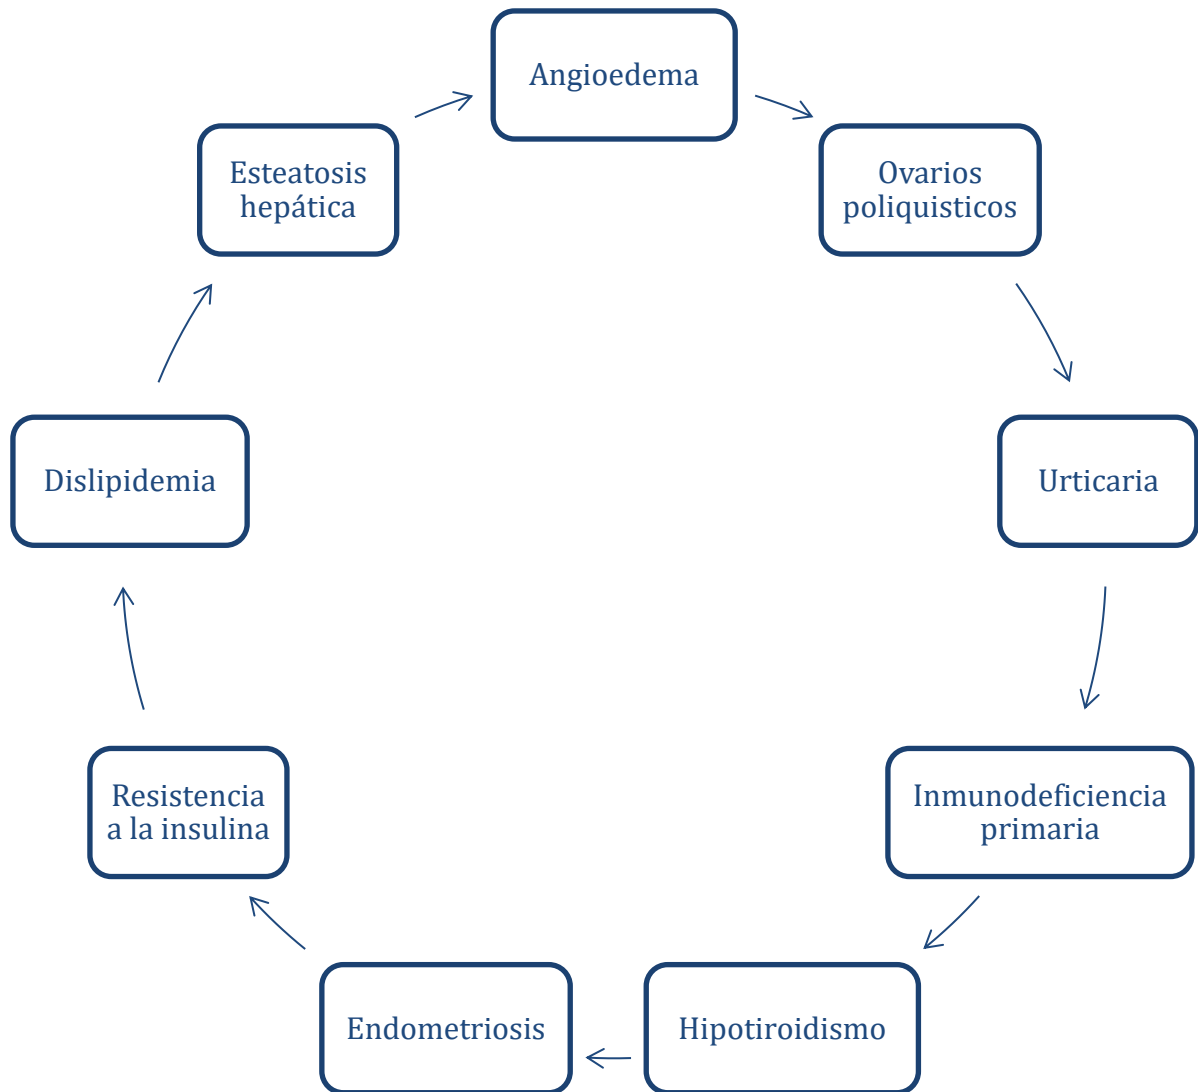 Angioedema
Ovarios
poliquisticos
Urticaria
Inmunodeficiencia
primaria
Hipotiroidismo
Endometriosis
Resistencia
a la insulina
Dislipidemia
Esteatosis
hepática